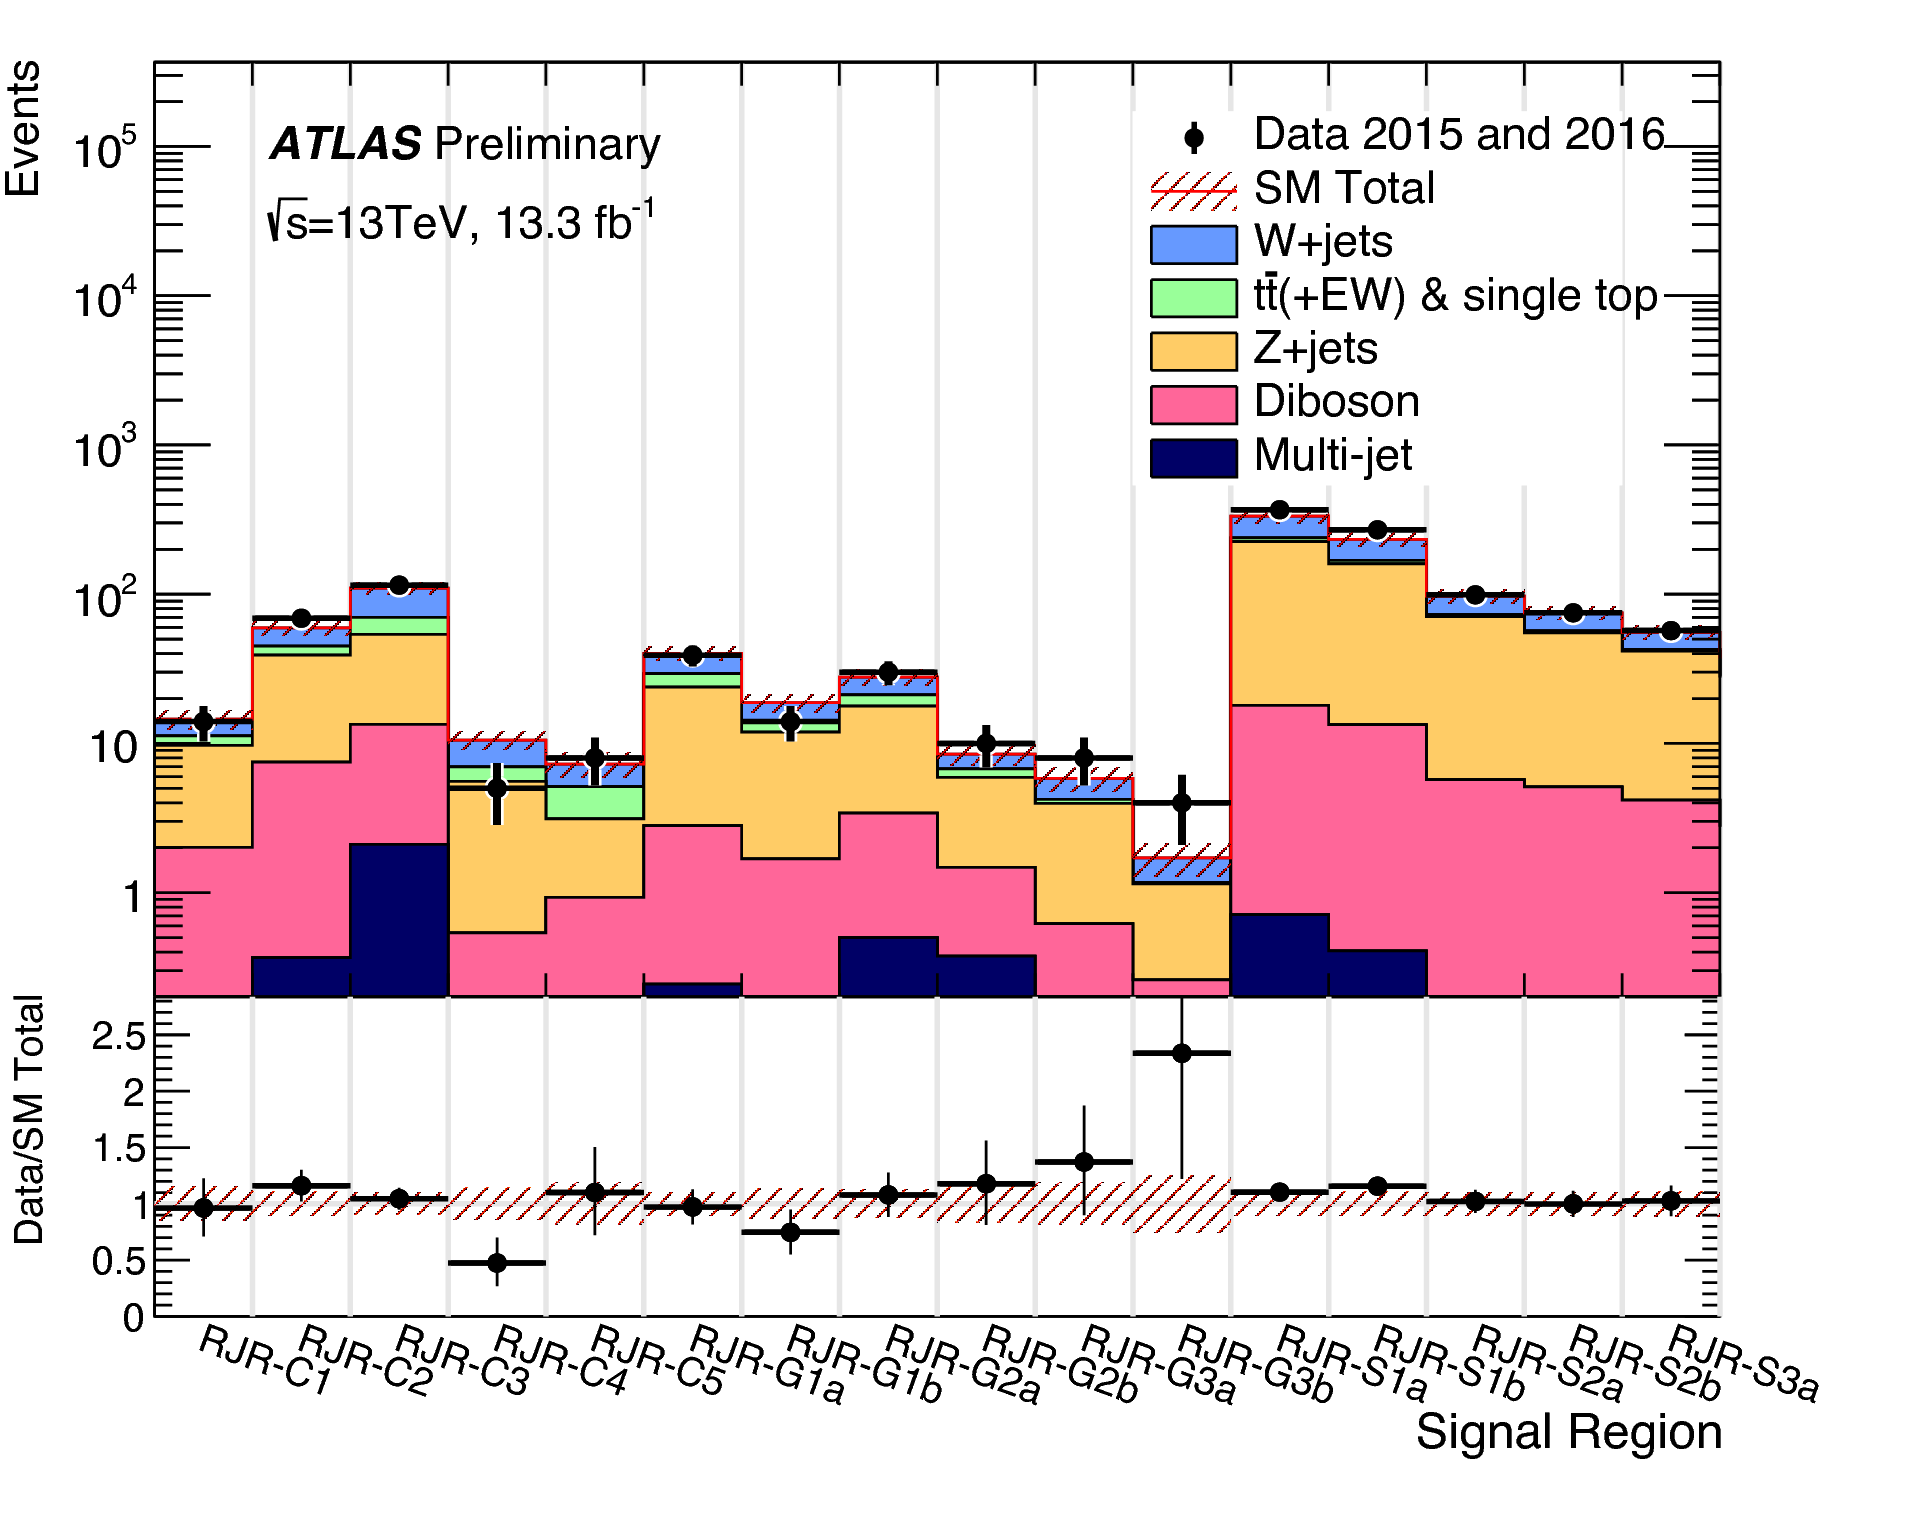 Events
10^5
10^4
10^3
10^2
10
1
ATLAS Preliminary
√s=13TeV, 13.3 fb^-1
Data 2015 and 2016
SM Total
W+jets
tt̄(+EW) & single top
Z+jets
Diboson
Multi-jet
Data/SM Total
2.5
2
1.5
1
0.5
0
RJR-C1
RJR-C2
RJR-C3
RJR-C4
RJR-C5
RJR-G1a
RJR-G1b
RJR-G2a
RJR-G2b
RJR-G3a
RJR-G3b
RJR-S1a
RJR-S1b
RJR-S2a
RJR-S2b
RJR-S3a
Signal Region